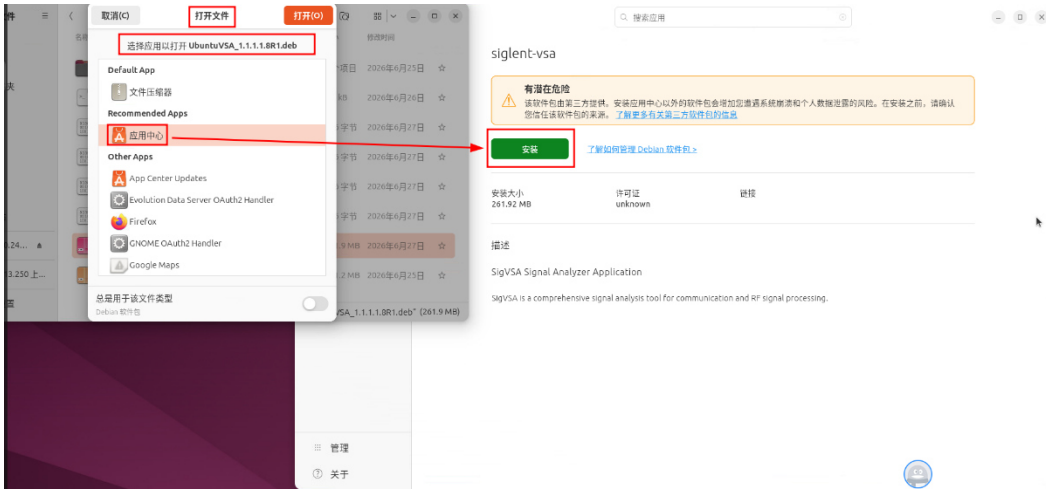 件
取消(C)
打开文件
打开(O)
选择应用以打开 UbuntuVSA_1.1.1.1.8R1.deb
Default App
文件压缩器
Recommended Apps
应用中心
Other Apps
App Center Updates
Evolution Data Server OAuth2 Handler
Firefox
GNOME OAuth2 Handler
Google Maps
总是用于该文件类型
Debian 软件包
修改时间
项目 2026年6月25日
kB 2026年6月26日
字节 2026年6月27日
字节 2026年6月27日
字节 2026年6月27日
字节 2026年6月27日
.9 MB 2026年6月27日
.2 MB 2026年6月25日
VSA_1.1.1.1.8R1.deb" (261.9 MB)
夹
0.24...
3.250 上...
管理
关于
搜索应用
siglent-vsa
有潜在危险
该软件包由第三方提供。安装应用中心以外的软件包会增加您遭遇系统崩溃和个人数据泄露的风险。在安装之前，请确认
您信任该软件包的来源。 了解更多有关第三方软件包的信息
安装
了解如何管理 Debian 软件包 >
安装大小
261.92 MB
许可证
unknown
链接
描述
SigVSA Signal Analyzer Application
SigVSA is a comprehensive signal analysis tool for communication and RF signal processing.